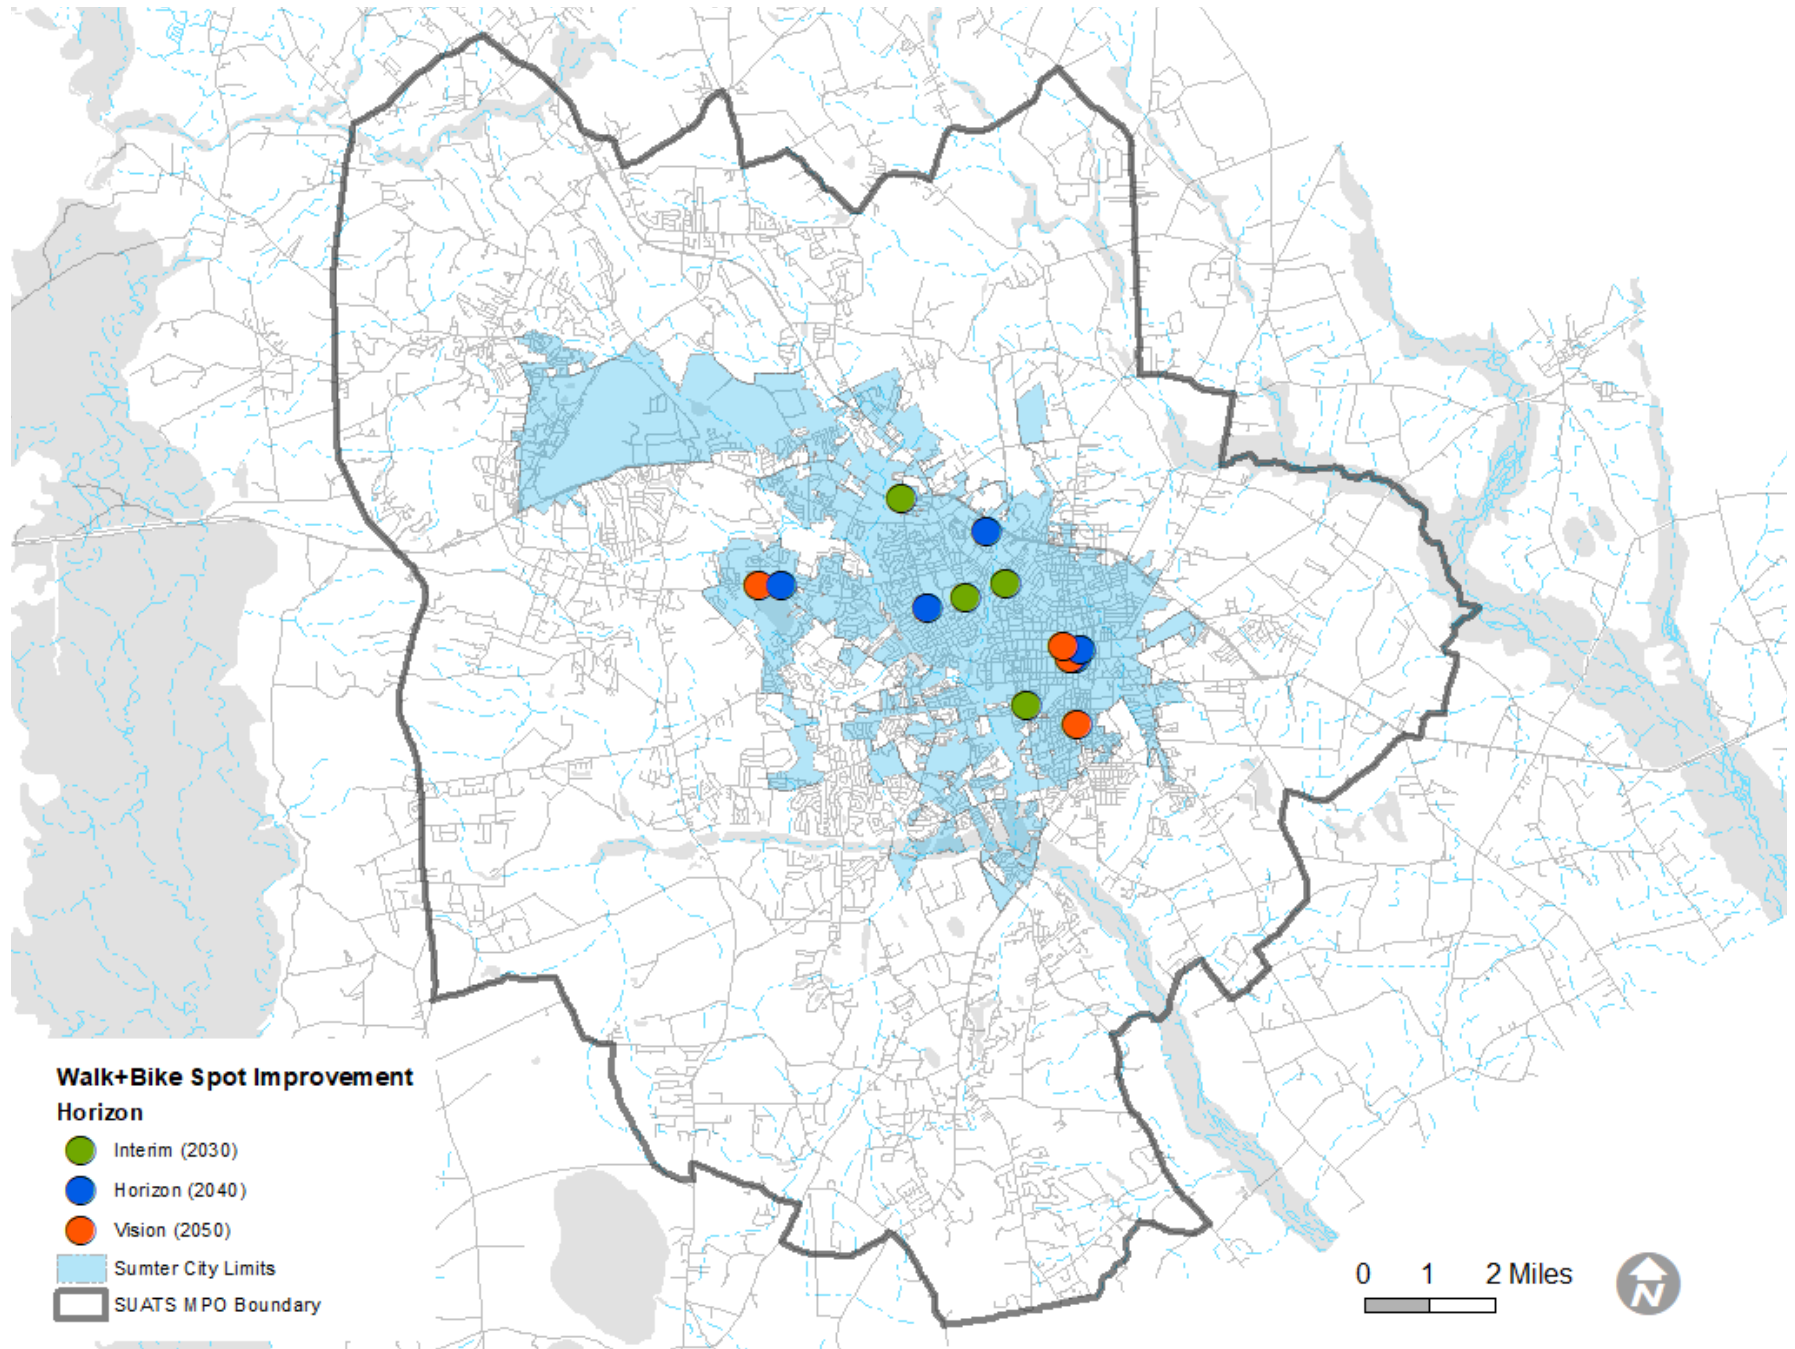 Walk+Bike Spot Improvement
Horizon
Interim (2030)
Horizon (2040)
Vision (2050)
Sumter City Limits
SUATS MPO Boundary
0 1 2 Miles
N